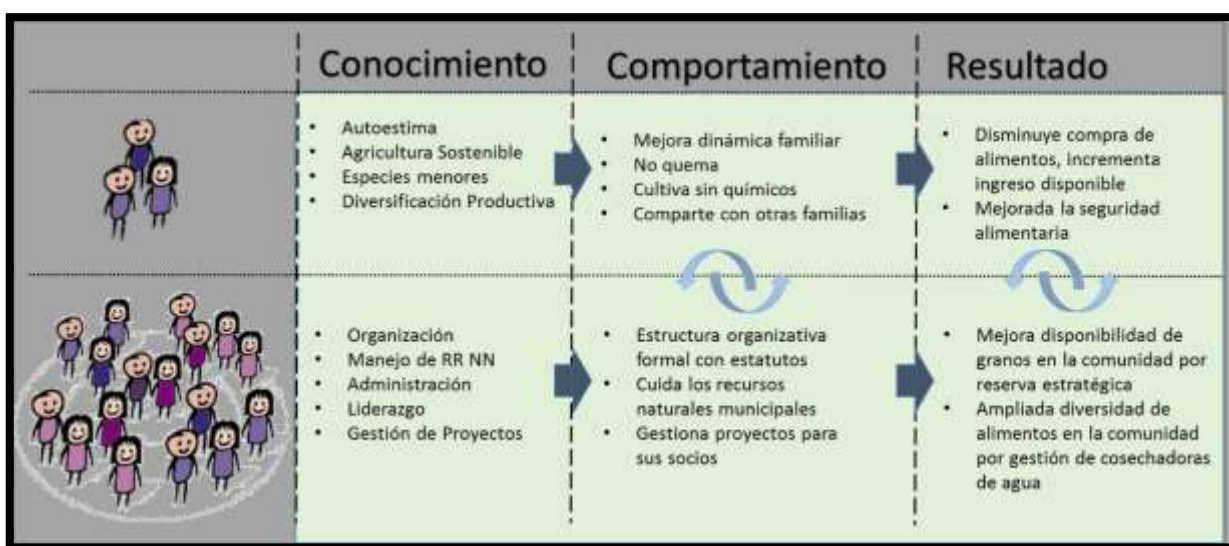 Conocimiento
Comportamiento
Resultado
• Autoestima
• Agricultura Sostenible
• Especies menores
• Diversificación Productiva
• Mejora dinámica familiar
• No quema
• Cultiva sin químicos
• Comparte con otras familias
• Disminuye compra de
alimentos, incrementa
ingreso disponible
• Mejorada la seguridad
alimentaria
• Organización
• Manejo de RR NN
• Administración
• Liderazgo
• Gestión de Proyectos
• Estructura organizativa
formal con estatutos
• Cuida los recursos
naturales municipales
• Gestiona proyectos para
sus socios
• Mejora disponibilidad de
granos en la comunidad por
reserva estratégica
• Ampliada diversidad de
alimentos en la comunidad
por gestión de cosechadoras
de agua